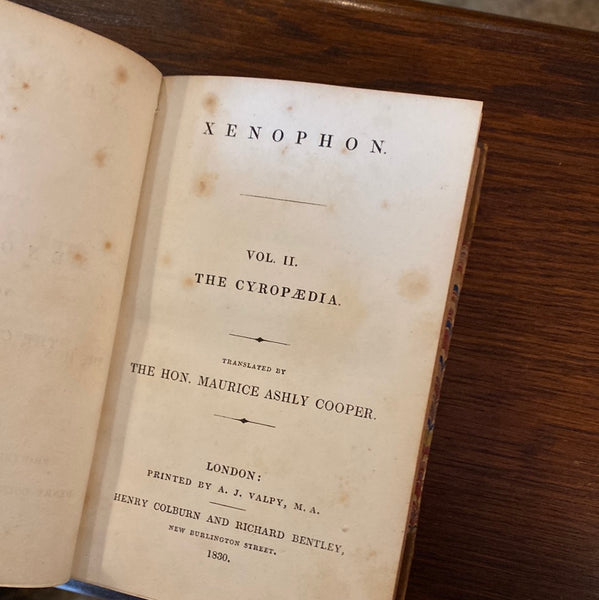 XENOPHON.
VOL. II.
THE CYROPÆDIA.
TRANSLATED BY
THE HON. MAURICE ASHLY COOPER.
LONDON:
PRINTED BY A. J. VALPY, M. A.
HENRY COLBURN AND RICHARD BENTLEY,
NEW BURLINGTON STREET.
1830.